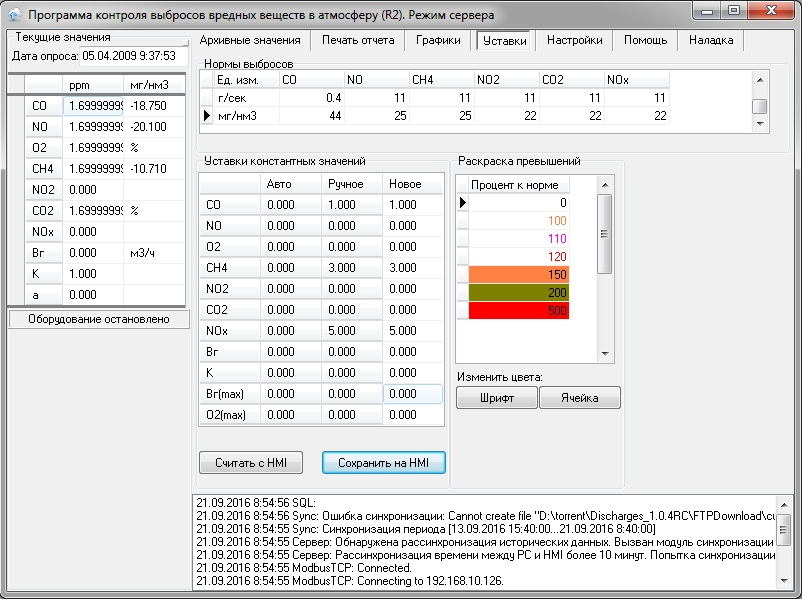 Программа контроля выбросов вредных веществ в атмосферу (R2). Режим сервера
Текущие значения
Дата опроса: 05.04.2009 9:37:53
ppm мг/нм3
CO 1.69999999 -18.750
NO 1.69999999 -20.100
O2 1.69999999 %
CH4 1.69999999 -10.710
NO2 0.000
CO2 1.69999999 %
NOx 0.000
Вг 0.000 м3/ч
K 1.000
a 0.000
Оборудование остановлено
Архивные значения Печать отчета Графики Уставки Настройки Помощь Наладка
Нормы выбросов
Ед. изм. CO NO CH4 NO2 CO2 NOx
г/сек 0.4 11 11 11 11 11
мг/нм3 44 25 25 22 22 22
Уставки константных значений
Авто Ручное Новое
CO 0.000 1.000 1.000
NO 0.000 0.000 0.000
O2 0.000 0.000 0.000
CH4 0.000 3.000 3.000
NO2 0.000 0.000 0.000
CO2 0.000 0.000 0.000
NOx 0.000 5.000 5.000
Вг 0.000 0.000 0.000
K 0.000 0.000 0.000
Вг(max) 0.000 0.000 0.000
O2(max) 0.000 0.000 0.000
Считать с HMI Сохранить на HMI
Раскраска превышений
Процент к норме
0
100
110
120
150
200
500
Изменить цвета:
Шрифт Ячейка
21.09.2016 8:54:56 SQL:
21.09.2016 8:54:56 Sync: Ошибка синхронизации: Cannot create file "D:\torrent\Discharges_1.0.4RC\FTPDownload\cu
21.09.2016 8:54:55 Sync: Синхронизация периода [13.09.2016 15:40:00...21.09.2016 8:40:00]
21.09.2016 8:54:55 Сервер: Обнаружена рассинхронизация исторических данных. Вызван модуль синхронизации
21.09.2016 8:54:55 Сервер: Рассинхронизация времени между PC и HMI более 10 минут. Попытка синхронизации
21.09.2016 8:54:55 ModbusTCP: Connected.
21.09.2016 8:54:55 ModbusTCP: Connecting to 192.168.10.126.